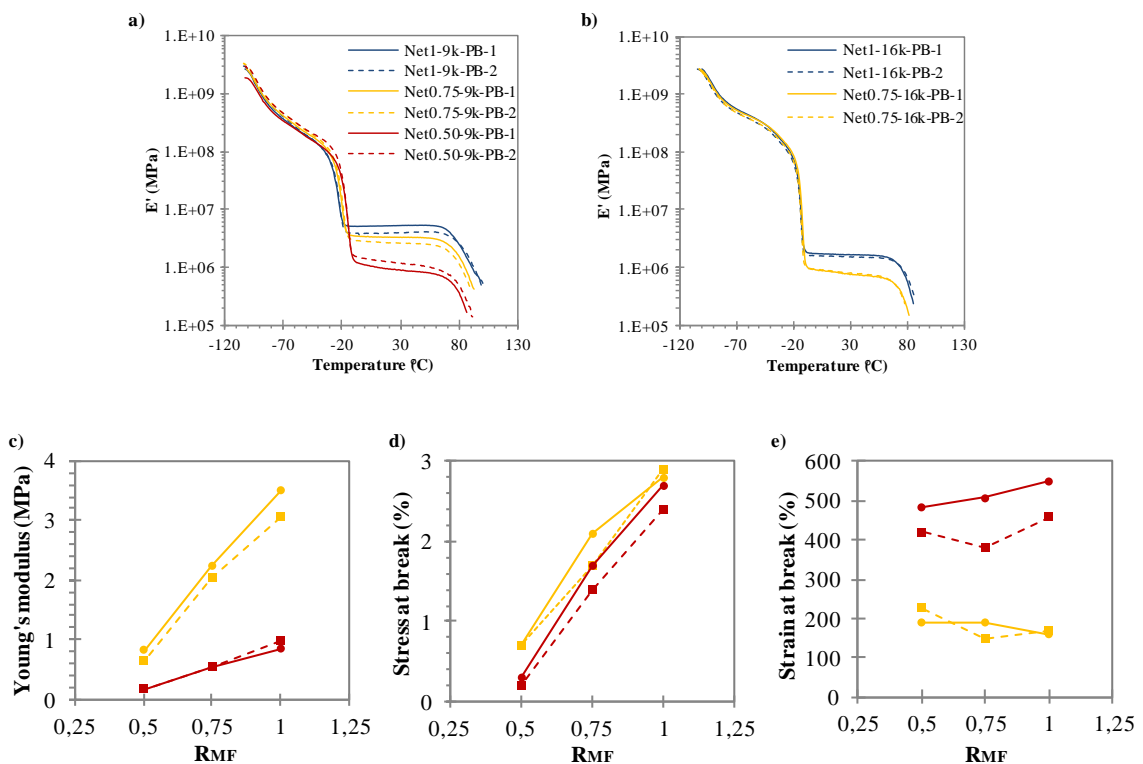 a)
1.E+10
1.E+09
1.E+08
1.E+07
1.E+06
1.E+05
E' (MPa)
-120 -70 -20 30 80 130
Temperature (ºC)
Net1-9k-PB-1
Net1-9k-PB-2
Net0.75-9k-PB-1
Net0.75-9k-PB-2
Net0.50-9k-PB-1
Net0.50-9k-PB-2
b)
1.E+10
1.E+09
1.E+08
1.E+07
1.E+06
1.E+05
E' (MPa)
-120 -70 -20 30 80 130
Temperature (ºC)
Net1-16k-PB-1
Net1-16k-PB-2
Net0.75-16k-PB-1
Net0.75-16k-PB-2
c)
4
3
2
1
0
Young's modulus (MPa)
0,25 0,5 0,75 1 1,25
RMF
d)
3
2
1
0
Stress at break (%)
0,25 0,5 0,75 1 1,25
RMF
e)
600
500
400
300
200
100
0
Strain at break (%)
0,25 0,5 0,75 1 1,25
RMF